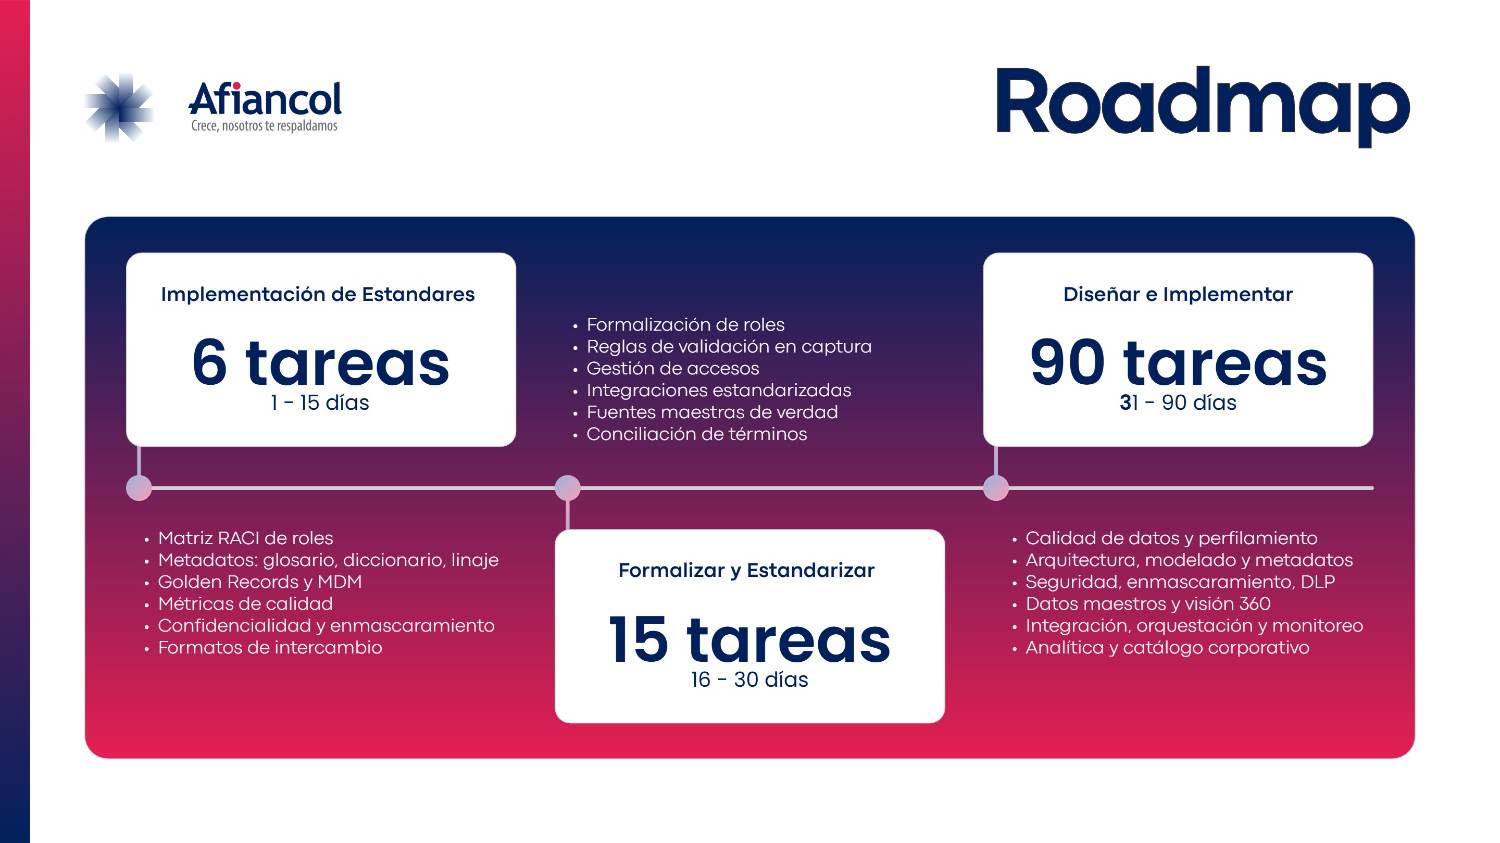 Afiancol
Crece, nosotros te respaldamos
Roadmap
Implementación de Estandares
6 tareas
1 - 15 días
• Matriz RACI de roles
• Metadatos: glosario, diccionario, linaje
• Golden Records y MDM
• Métricas de calidad
• Confidencialidad y enmascaramiento
• Formatos de intercambio
• Formalización de roles
• Reglas de validación en captura
• Gestión de accesos
• Integraciones estandarizadas
• Fuentes maestras de verdad
• Conciliación de términos
Formalizar y Estandarizar
15 tareas
16 - 30 días
Diseñar e Implementar
90 tareas
31 - 90 días
• Calidad de datos y perfilamiento
• Arquitectura, modelado y metadatos
• Seguridad, enmascaramiento, DLP
• Datos maestros y visión 360
• Integración, orquestación y monitoreo
• Analítica y catálogo corporativo